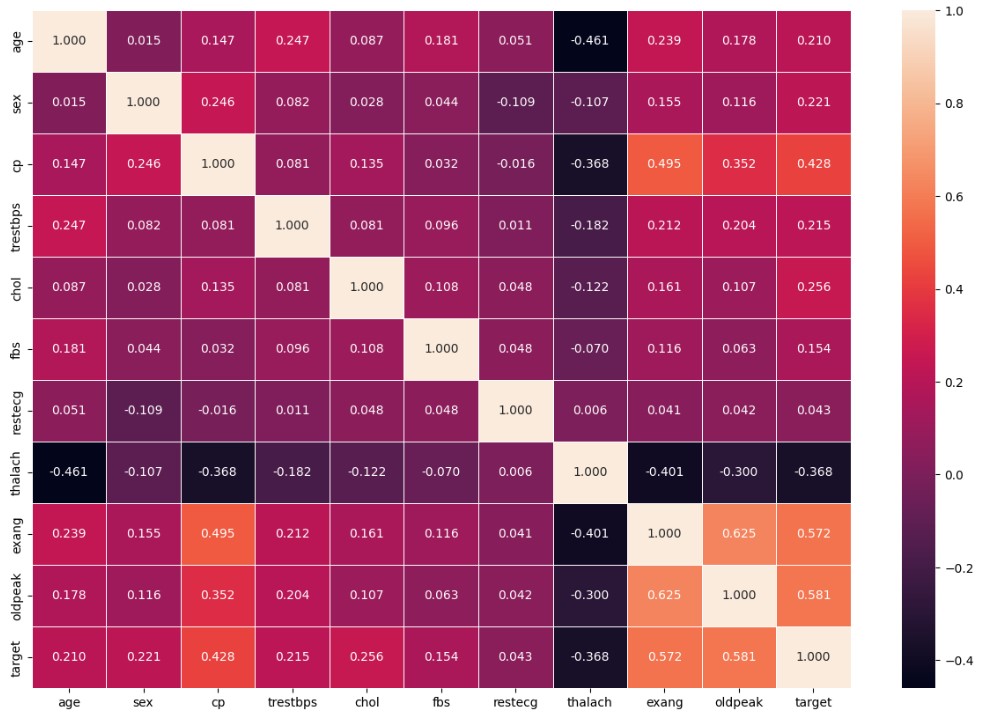 age 1.000 0.015 0.147 0.247 0.087 0.181 0.051 -0.461 0.239 0.178 0.210
sex 0.015 1.000 0.246 0.082 0.028 0.044 -0.109 -0.107 0.155 0.116 0.221
cp 0.147 0.246 1.000 0.081 0.135 0.032 -0.016 -0.368 0.495 0.352 0.428
trestbps 0.247 0.082 0.081 1.000 0.081 0.096 0.011 -0.182 0.212 0.204 0.215
chol 0.087 0.028 0.135 0.081 1.000 0.108 0.048 -0.122 0.161 0.107 0.256
fbs 0.181 0.044 0.032 0.096 0.108 1.000 0.048 -0.070 0.116 0.063 0.154
restecg 0.051 -0.109 -0.016 0.011 0.048 0.048 1.000 0.006 0.041 0.042 0.043
thalach -0.461 -0.107 -0.368 -0.182 -0.122 -0.070 0.006 1.000 -0.401 -0.300 -0.368
exang 0.239 0.155 0.495 0.212 0.161 0.116 0.041 -0.401 1.000 0.625 0.572
oldpeak 0.178 0.116 0.352 0.204 0.107 0.063 0.042 -0.300 0.625 1.000 0.581
target 0.210 0.221 0.428 0.215 0.256 0.154 0.043 -0.368 0.572 0.581 1.000
age sex cp trestbps chol fbs restecg thalach exang oldpeak target
1.0
0.8
0.6
0.4
0.2
0.0
−0.2
−0.4